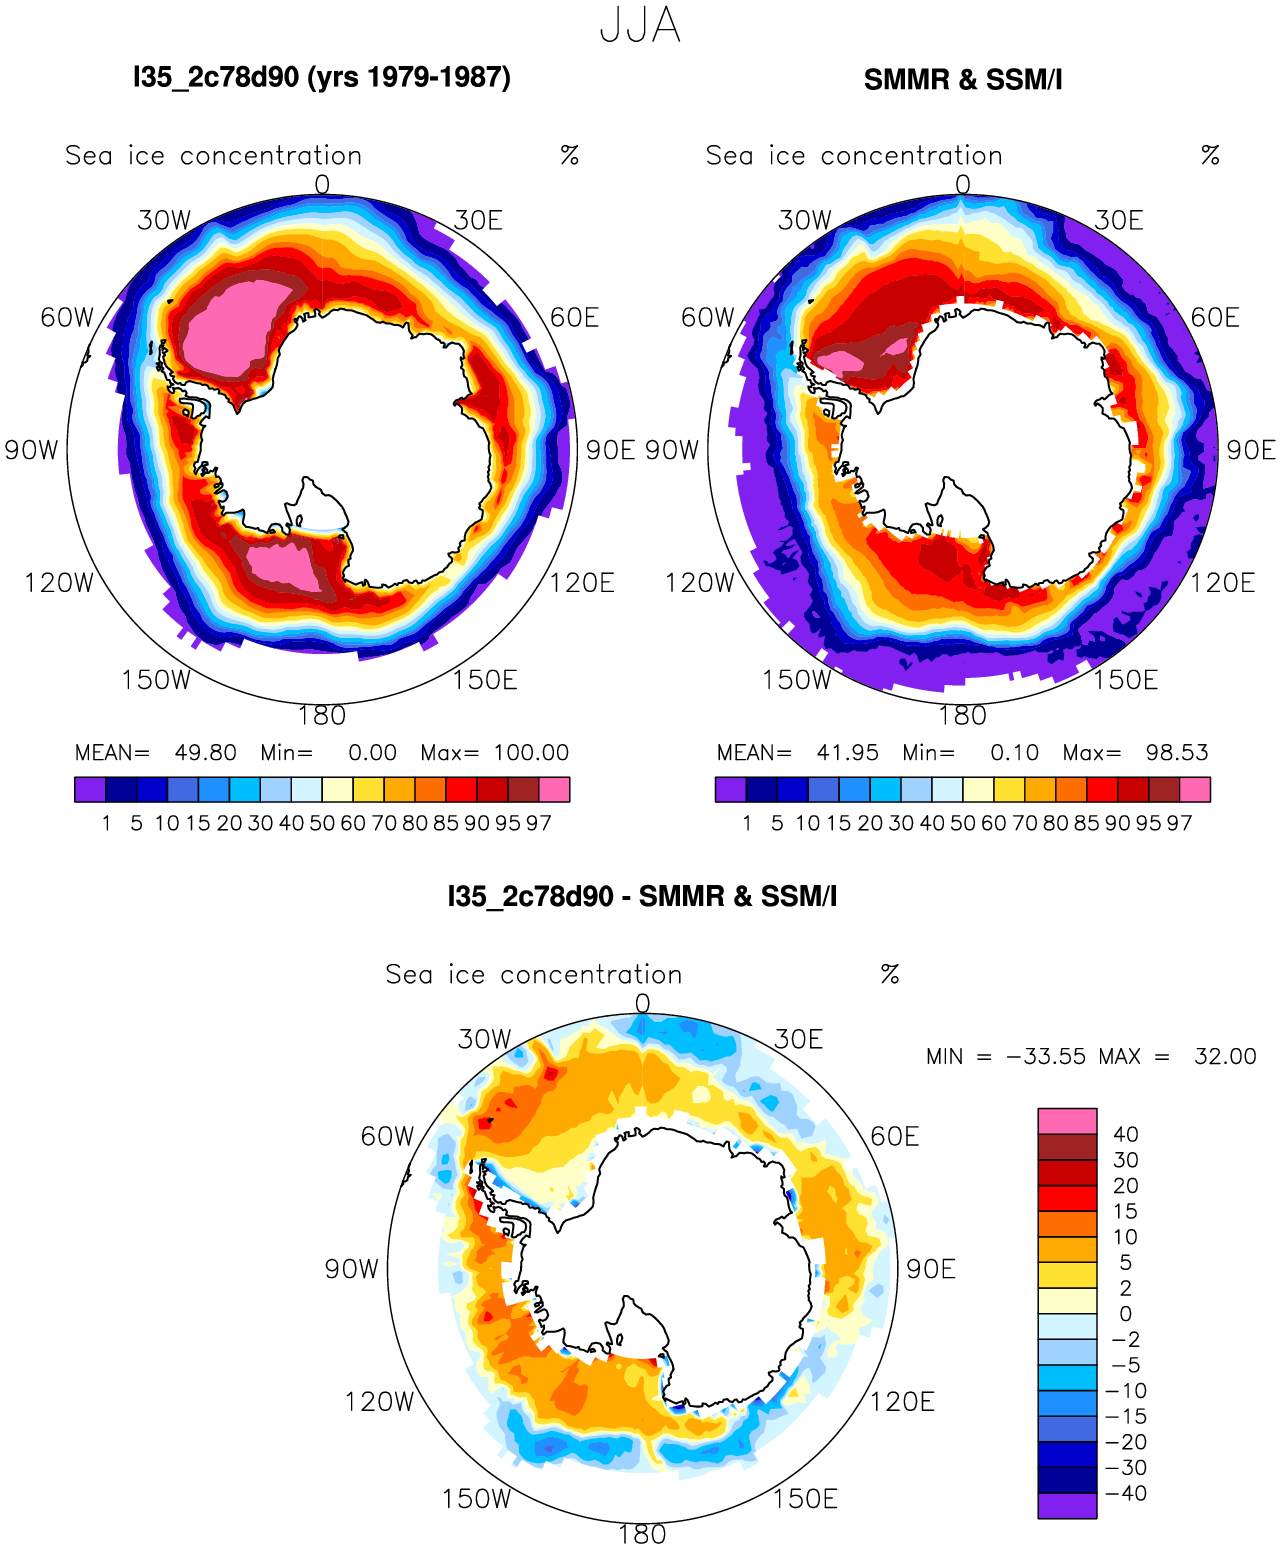 JJA
I35_2c78d90 (yrs 1979-1987)
SMMR & SSM/I
Sea ice concentration %
Sea ice concentration %
0
30W 30E
60W 60E
90W 90E
120W 120E
150W 150E
180
0
30W 30E
60W 60E
90W 90E
120W 120E
150W 150E
180
MEAN= 49.80 Min= 0.00 Max= 100.00
1 5 10 15 20 30 40 50 60 70 80 85 90 95 97
MEAN= 41.95 Min= 0.10 Max= 98.53
1 5 10 15 20 30 40 50 60 70 80 85 90 95 97
I35_2c78d90 - SMMR & SSM/I
Sea ice concentration %
0
30W 30E
60W 60E
90W 90E
120W 120E
150W 150E
180
MIN = −33.55 MAX = 32.00
40
30
20
15
10
5
2
0
−2
−5
−10
−15
−20
−30
−40